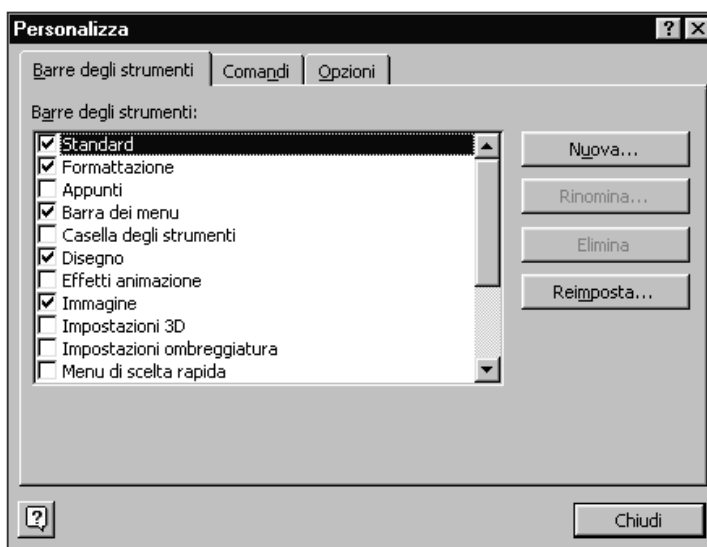 Personalizza
Barre degli strumenti Comandi Opzioni
Barre degli strumenti:
Standard
Formattazione
Appunti
Barra dei menu
Casella degli strumenti
Disegno
Effetti animazione
Immagine
Impostazioni 3D
Impostazioni ombreggiatura
Menu di scelta rapida
Nuova...
Rinomina...
Elimina
Reimposta...
Chiudi